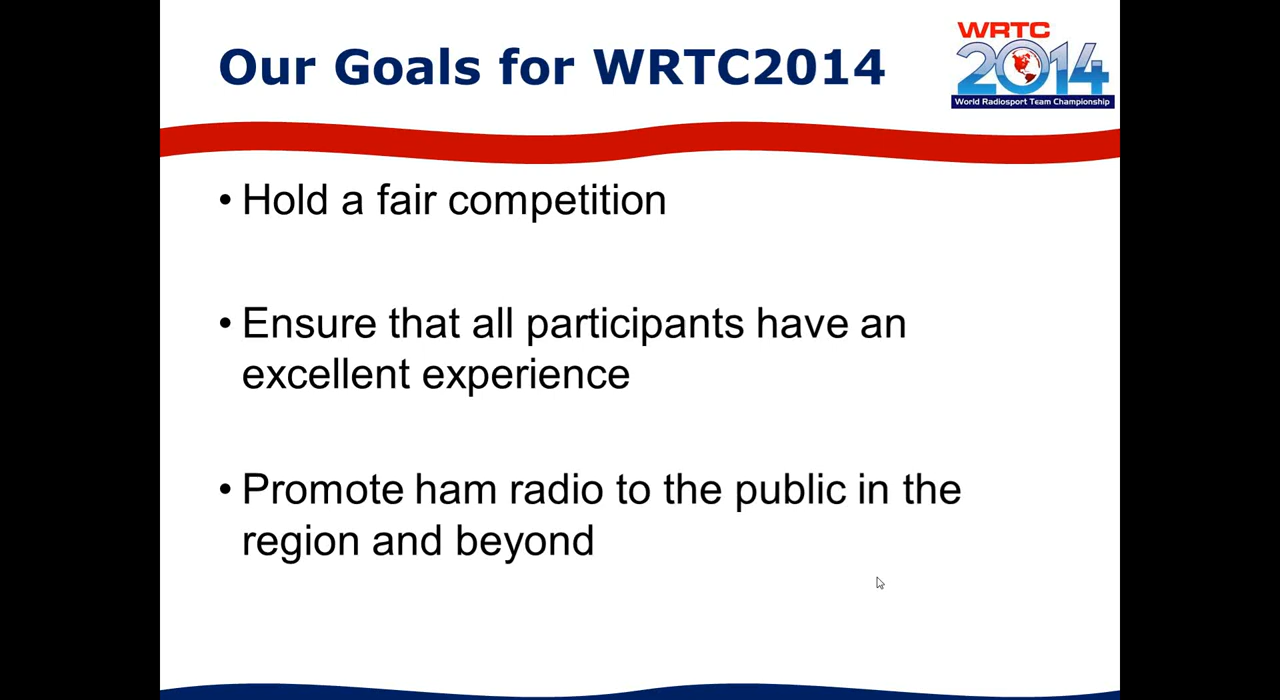 Our Goals for WRTC2014
WRTC
2014
World Radiosport Team Championship
• Hold a fair competition
• Ensure that all participants have an
excellent experience
• Promote ham radio to the public in the
region and beyond